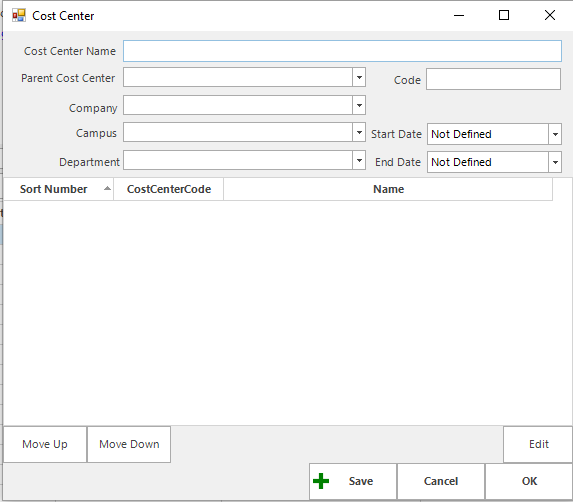 Cost Center
Cost Center Name
Parent Cost Center
Code
Company
Campus
Start Date Not Defined
Department
End Date Not Defined
Sort Number CostCenterCode Name
Move Up Move Down Edit
Save Cancel OK